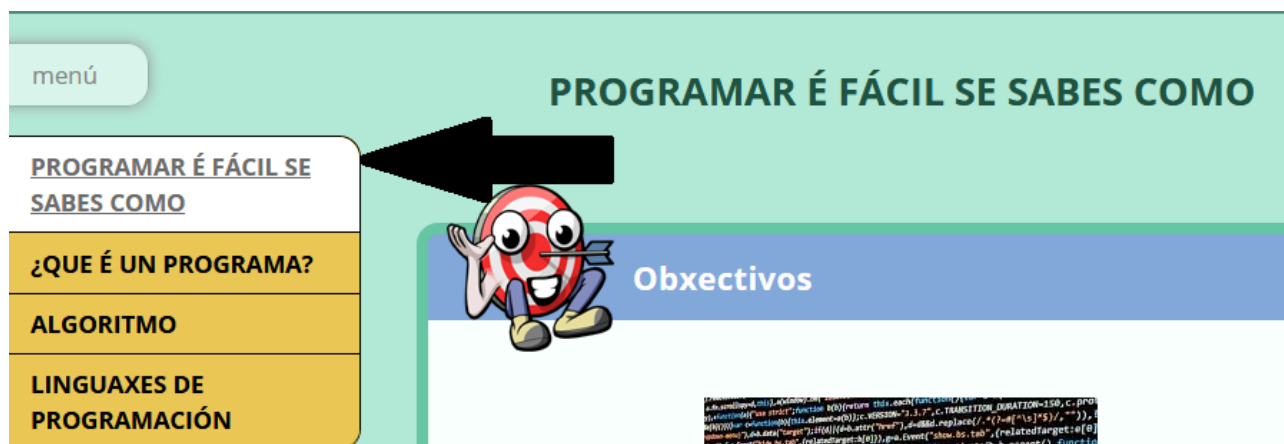 menú
PROGRAMAR É FÁCIL SE SABES COMO
PROGRAMAR É FÁCIL SE
SABES COMO
¿QUE É UN PROGRAMA?
ALGORITMO
LINGUAXES DE
PROGRAMACIÓN
Obxectivos